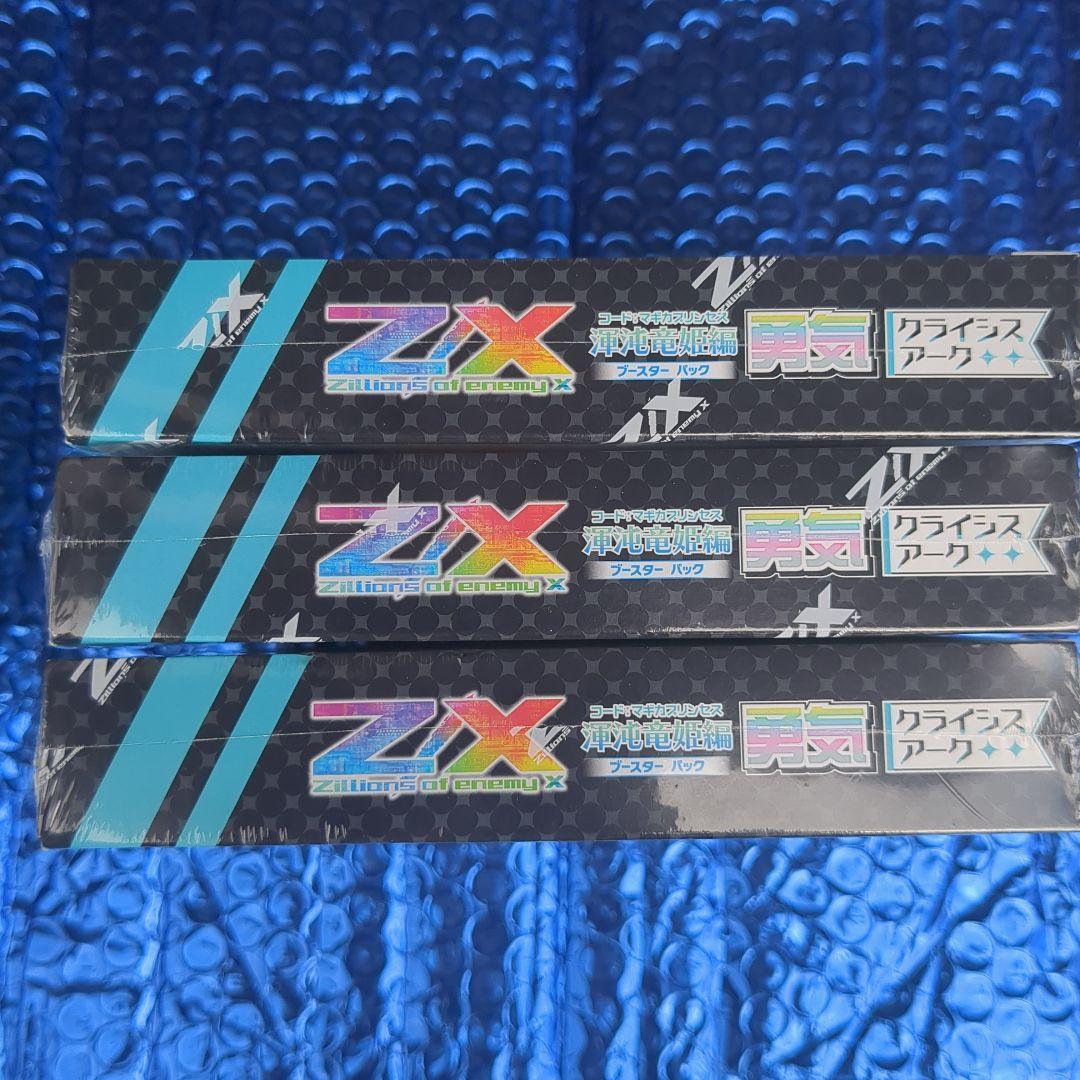 Z/X
Zillions of enemy X
コード:マギカプリンセス
渾沌竜姫編
ブースター パック
勇気
クライシス
アーク
Z/X
Zillions of enemy X
コード:マギカプリンセス
渾沌竜姫編
ブースター パック
勇気
クライシス
アーク
Z/X
Zillions of enemy X
コード:マギカプリンセス
渾沌竜姫編
ブースター パック
勇気
クライシス
アーク